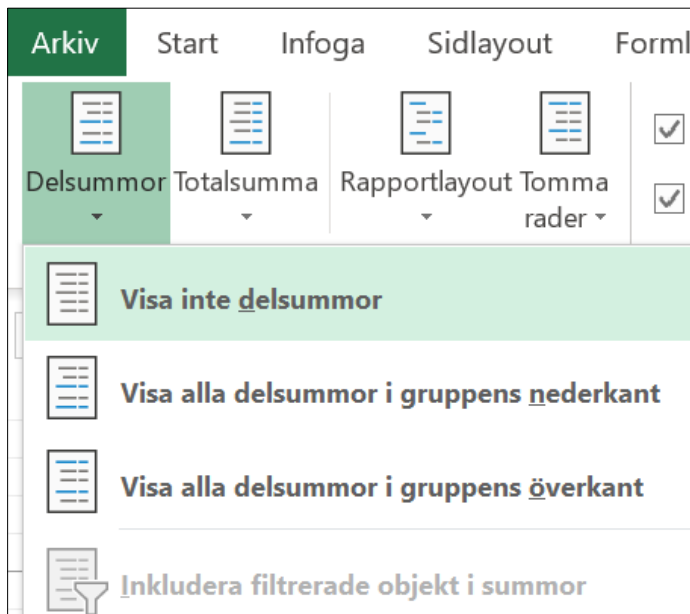 Arkiv Start Infoga Sidlayout
Delsummor Totalsumma Rapportlayout Tomma
rader
Visa inte delsummor
Visa alla delsummor i gruppens nederkant
Visa alla delsummor i gruppens överkant
Inkludera filtrerade objekt i summor